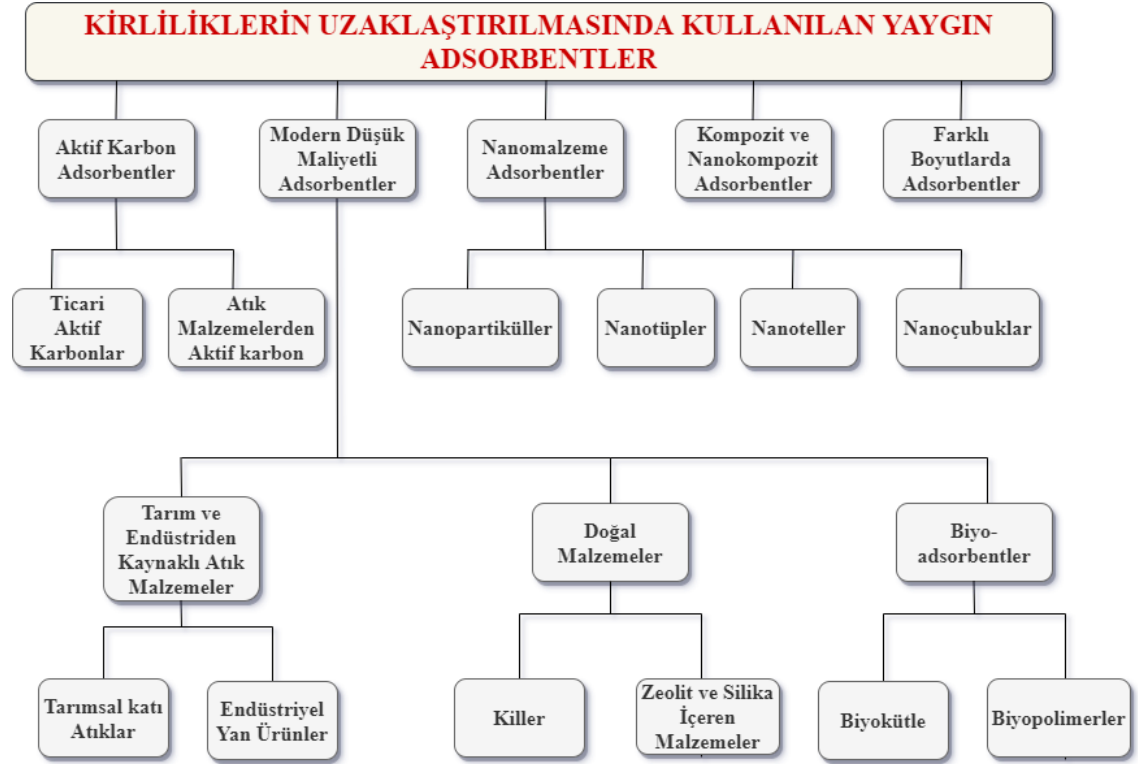 KİRLİLİKLERİN UZAKLAŞTIRILMASINDA KULLANILAN YAYGIN
ADSORBENTLER
Aktif Karbon
Adsorbentler
Modern Düşük
Maliyetli
Adsorbentler
Nanomalzeme
Adsorbentler
Kompozit ve
Nanokompozit
Adsorbentler
Farklı
Boyutlarda
Adsorbentler
Ticari
Aktif
Karbonlar
Atık
Malzemelerden
Aktif karbon
Nanopartiküller
Nanotüpler
Nanoteller
Nanoçubuklar
Tarım ve
Endüstriden
Kaynaklı Atık
Malzemeler
Doğal
Malzemeler
Biyo-
adsorbentler
Tarımsal katı
Atıklar
Endüstriyel
Yan Ürünler
Killer
Zeolit ve Silika
İçeren
Malzemeler
Biyokütle
Biyopolimerler